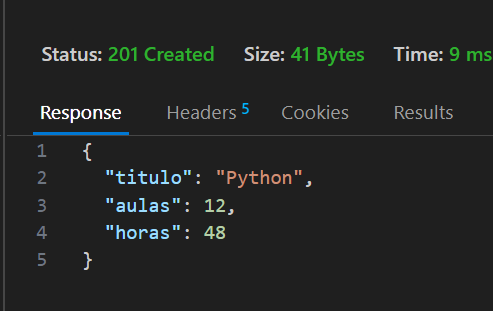 Status: 201 Created Size: 41 Bytes Time: 9 ms
Response Headers 5 Cookies Results
1 {
2 "titulo": "Python",
3 "aulas": 12,
4 "horas": 48
5 }